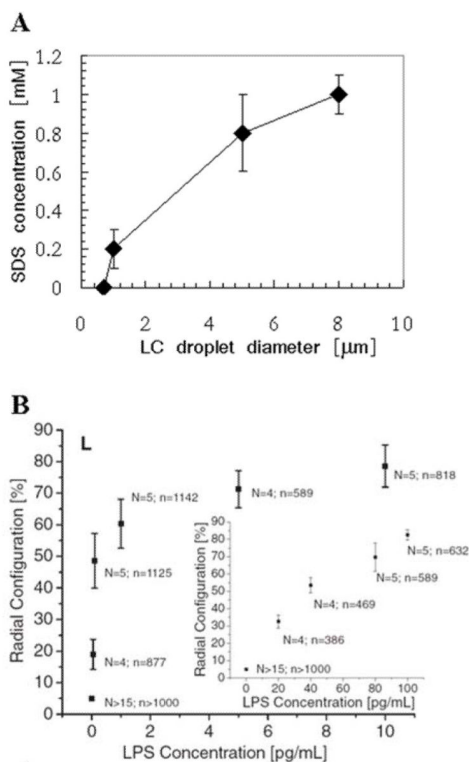 A
SDS concentration [mM]
1.2
1
0.8
0.6
0.4
0.2
0
0 2 4 6 8 10
LC droplet diameter [μm]
B
L
Radial Configuration [%]
90
80
70
60
50
40
30
20
10
0
N=5; n=1142
N=4; n=589
N=5; n=818
N=5; n=1125
N=4; n=877
N>15; n>1000
Radial Configuration [%]
90
80
70
60
50
40
30
20
10
0
N=5; n=632
N=5; n=589
N=4; n=469
N=4; n=386
N>15; n>1000
0 20 40 60 80 100
LPS Concentration [pg/mL]
0 2 4 6 8 10
LPS Concentration [pg/mL]